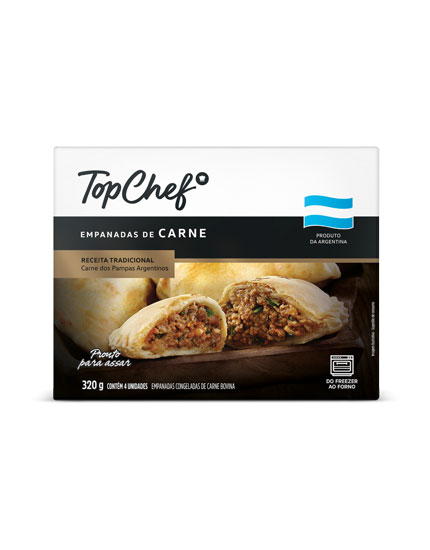 TopChef
EMPANADAS DE CARNE
PRODUTO
DA ARGENTINA
RECEITA TRADICIONAL
Carne dos Pampas Argentinos
Pronto
para assar
320 g CONTÉM 4 UNIDADES EMPANADAS CONGELADAS DE CARNE BOVINA
DO FREEZER
AO FORNO